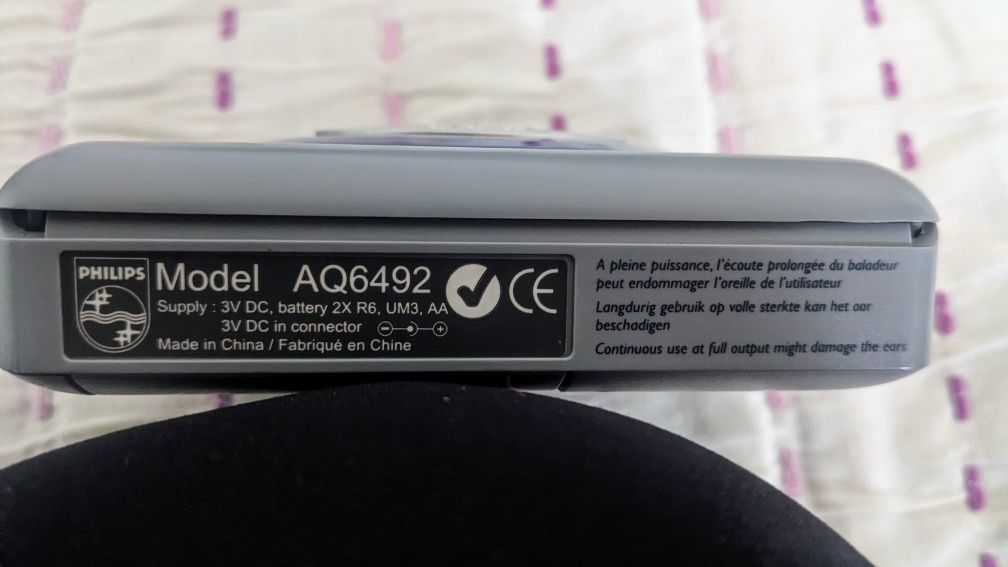 PHILIPS
Model AQ6492
Supply : 3V DC, battery 2X R6, UM3, AA
3V DC in connector
Made in China / Fabriqué en Chine
CE
A pleine puissance, l'écoute prolongée du baladeur
peut endommager l'oreille de l'utilisateur
Langdurig gebruik op volle sterkte kan het oor
beschadigen
Continuous use at full output might damage the ears